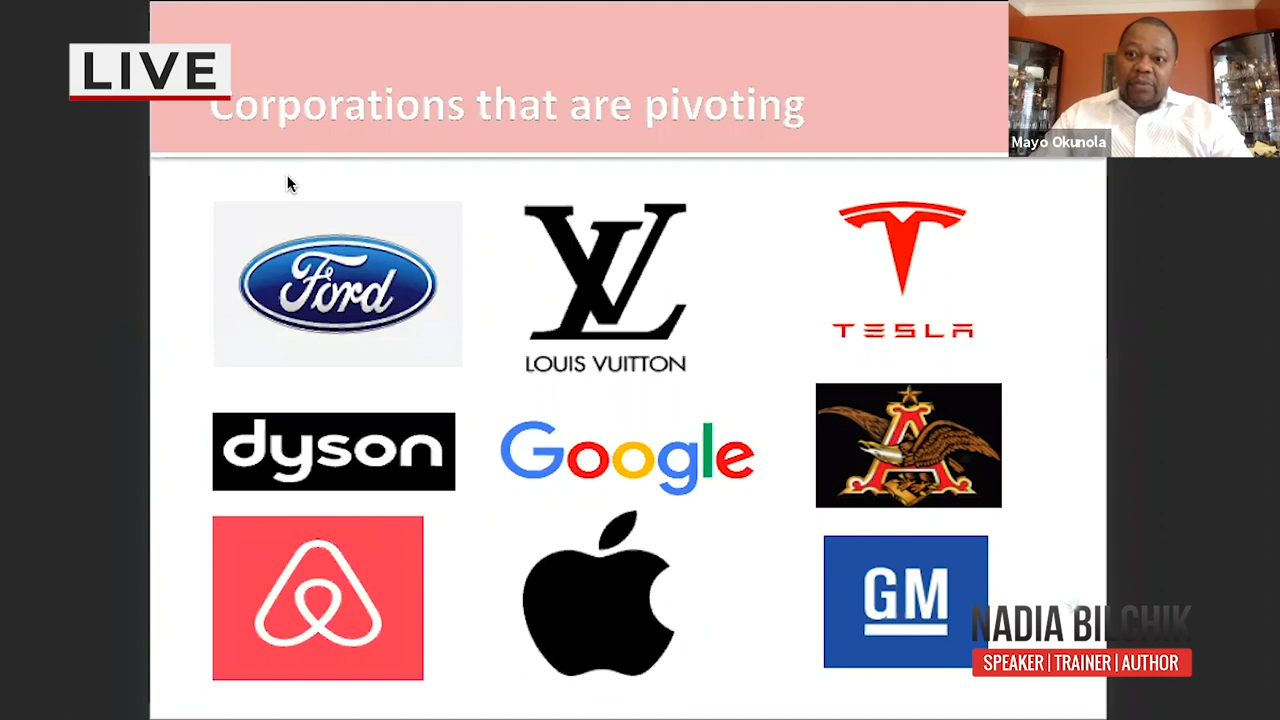 LIVE
Corporations that are pivoting
Mayo Okunola
Ford
LV
LOUIS VUITTON
TESLA
dyson
Google
A
GM
NADIA BILCHIK
SPEAKER | TRAINER | AUTHOR